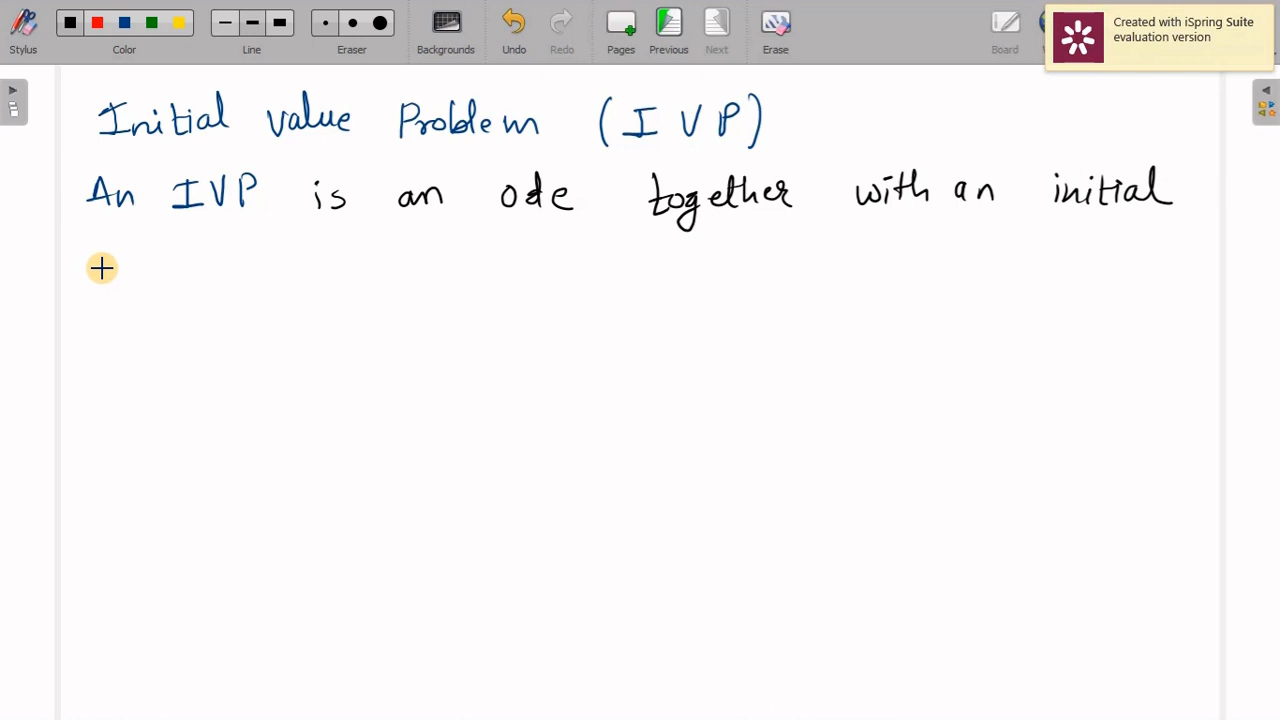 Stylus
Color
Line
Eraser
Backgrounds
Undo
Redo
Pages
Previous
Next
Erase
Board
Created with iSpring Suite
evaluation version
Initial value Problem (IVP)
An IVP is an ode together with an initial